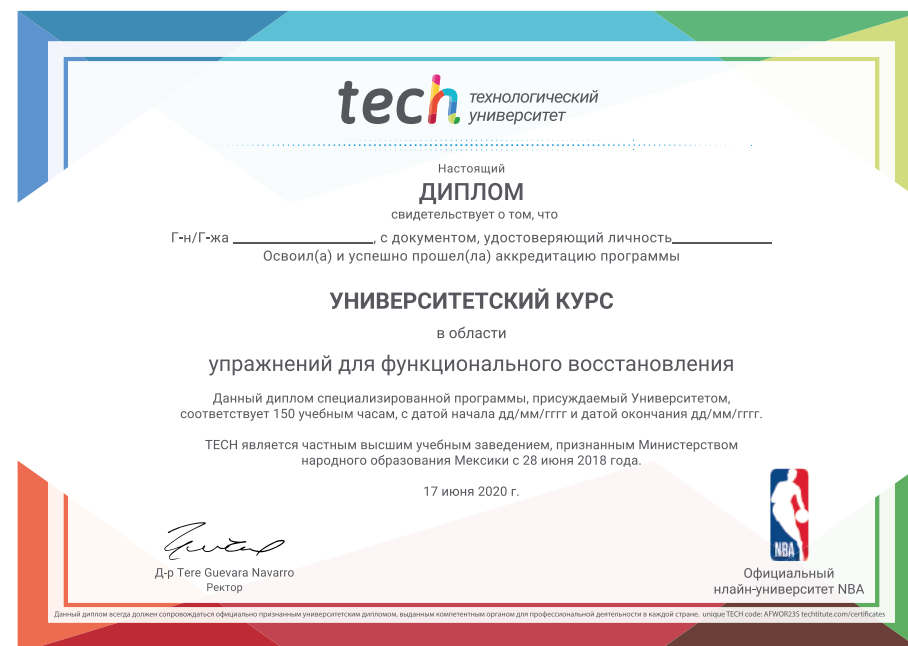 tech технологический
университет
Настоящий
ДИПЛОМ
свидетельствует о том, что
Г-н/Г-жа ____________, с документом, удостоверяющий личность____________
Освоил(а) и успешно прошел(ла) аккредитацию программы
УНИВЕРСИТЕТСКИЙ КУРС
в области
упражнений для функционального восстановления
Данный диплом специализированной программы, присуждаемый Университетом,
соответствует 150 учебным часам, с датой начала дд/мм/гггг и датой окончания дд/мм/гггг.
TECH является частным высшим учебным заведением, признанным Министерством
народного образования Мексики с 28 июня 2018 года.
17 июня 2020 г.
Д-р Tere Guevara Navarro
Ректор
NBA
Официальный
нлайн-университет NBA
Данный диплом всегда должен сопровождаться официально признанным университетским дипломом, выданным компетентным органом для профессиональной деятельности в каждой стране. unique TECH code: AFWOR23S techtitute.com/certificates